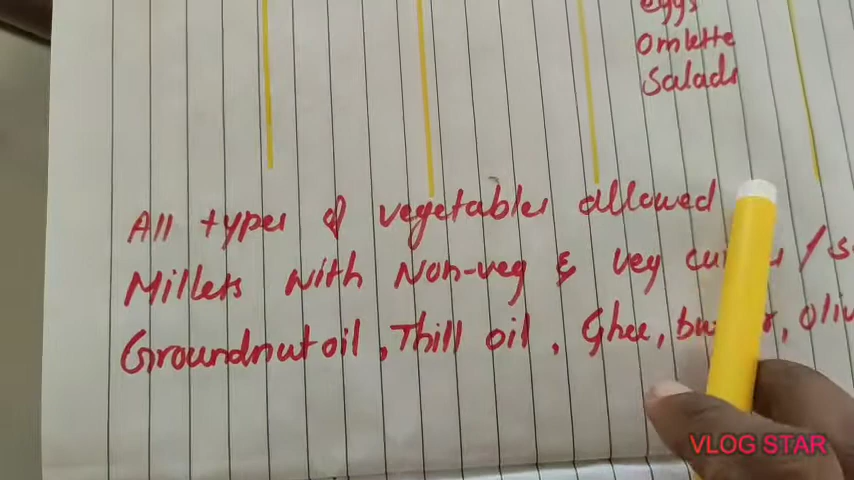 eggs
Omlette
Salads
All types of vegetables allowed
Millets with Non-veg & Veg
Groundnut oil, Thill oil, Ghee,
VLOG STAR